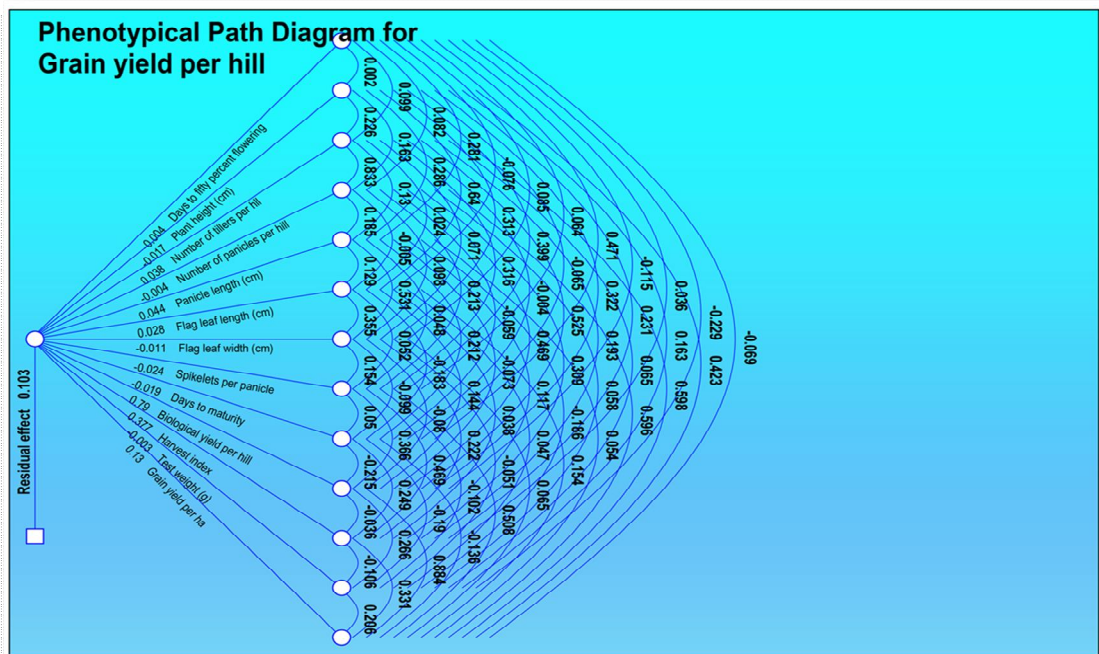 Phenotypical Path Diagram for
Grain yield per hill
0.004 Days to fifty percent flowering
-0.017 Plant height (cm)
0.038 Number of tillers per hil
-0.004 Number of panicles per hill
0.044 Panicle length (cm)
0.028 Flag leaf length (cm)
-0.011 Flag leaf width (cm)
-0.024 Spikelets per panicle
-0.019 Days to maturity
0.79 Biological yield per hill
0.377 Harvest index
-0.003 Test weight (g)
0.13 Grain yield per ha
Residual effect 0.103
0.002 0.226 0.833 0.185 0.129 0.355 0.154 0.05 -0.215 -0.036 -0.106 0.206
0.099 0.163 0.13 -0.005 0.531 0.052 -0.099 0.366 0.249 0.266 0.331
0.082 0.286 0.024 0.093 0.048 -0.183 -0.08 0.469 -0.19 0.884
0.281 0.64 0.071 0.213 0.212 0.144 0.222 -0.102 -0.136
-0.076 0.313 0.316 -0.059 -0.073 0.038 -0.051 0.508
0.085 0.399 -0.004 0.469 0.117 0.047 0.065
0.064 -0.065 0.525 0.309 -0.186 0.154
0.471 0.322 0.193 0.058 0.054
-0.115 0.231 0.065 0.596
0.036 0.163 0.598
-0.229 0.423
-0.069